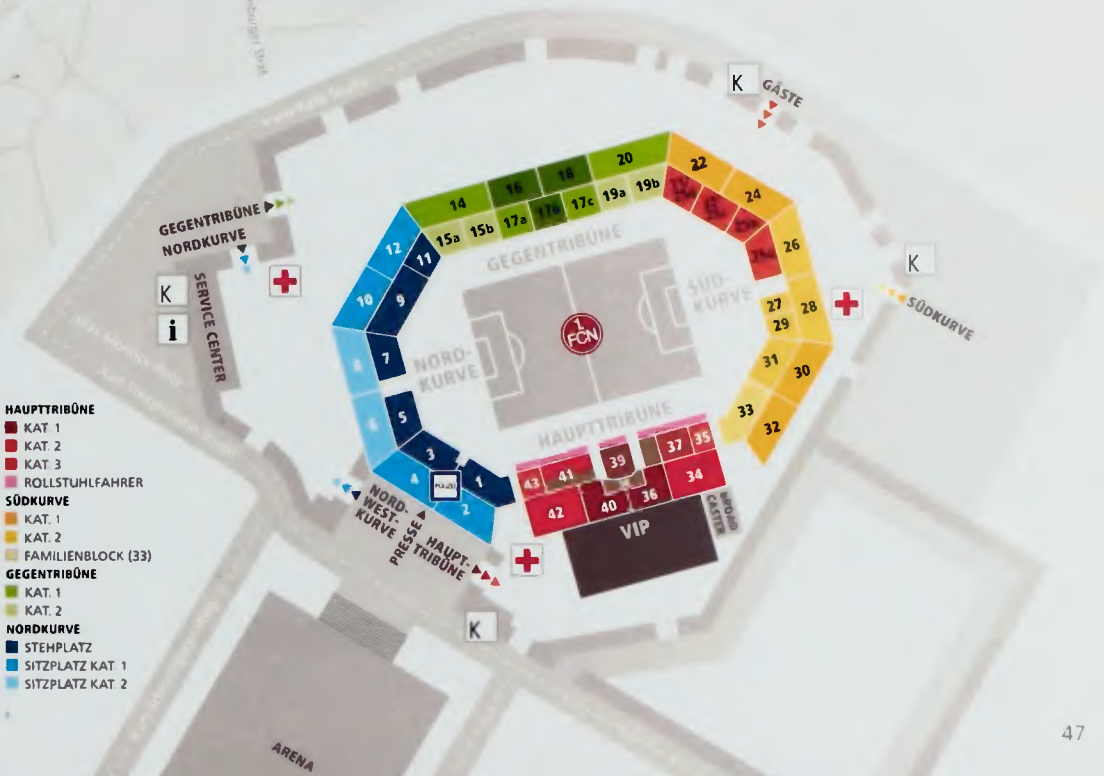 K
GÄSTE
22
20
18
24
16
19b
14
19a
17c
17b
17a
GEGENTRIBÜNE
15b
15a
NORDKURVE
12
11
26
GEGENTRIBÜNE
K
SÜD-
KURVE
K
SERVICE CENTER
i
10
9
27
28
SÜDKURVE
29
1.
FCN
8
7
NORD-
KURVE
31
30
HAUPTTRIBÜNE
KAT. 1
KAT. 2
KAT. 3
ROLLSTUHLFAHRER
SÜDKURVE
KAT. 1
KAT. 2
FAMILIENBLOCK (33)
GEGENTRIBÜNE
KAT. 1
KAT. 2
NORDKURVE
STEHPLATZ
SITZPLATZ KAT. 1
SITZPLATZ KAT. 2
6
5
33
32
HAUPTTRIBÜNE
3
4
POLIZEI
1
2
43
41
39
37
35
42
40
36
34
VIP
BROAD
CASTER
NORD-
WEST-
KURVE
PRESSE
HAUPT-
TRIBÜNE
K
ARENA
47